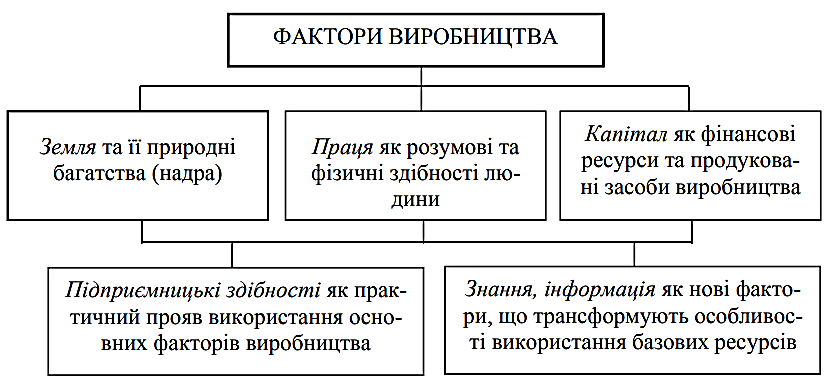 ФАКТОРИ ВИРОБНИЦТВА
Земля та її природні
багатства (надра)
Праця як розумові та
фізичні здібності лю-
дини
Капітал як фінансові
ресурси та продукова-
ні засоби виробництва
Підприємницькі здібності як прак-
тичний прояв використання осно-
вних факторів виробництва
Знання, інформація як нові факто-
ри, що трансформують особливос-
ті використання базових ресурсів